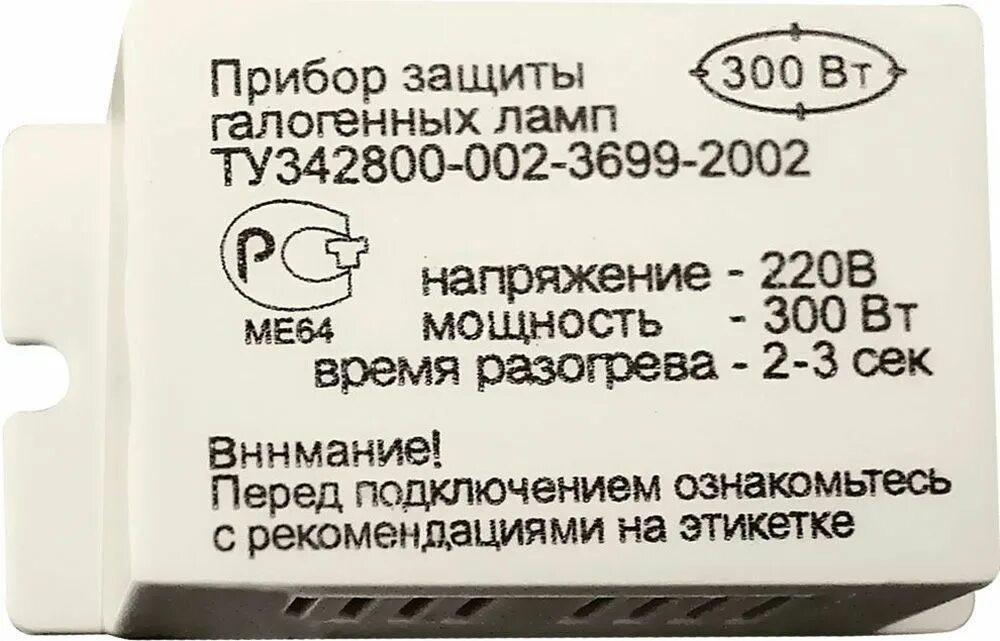 Прибор защиты
300 Вт
галогенных ламп
ТУ342800-002-3699-2002
РСТ
МЕ64
напряжение - 220В
мощность - 300 Вт
время разогрева - 2-3 сек
Вннмание!
Перед подключением ознакомьтесь
с рекомендациями на этикетке